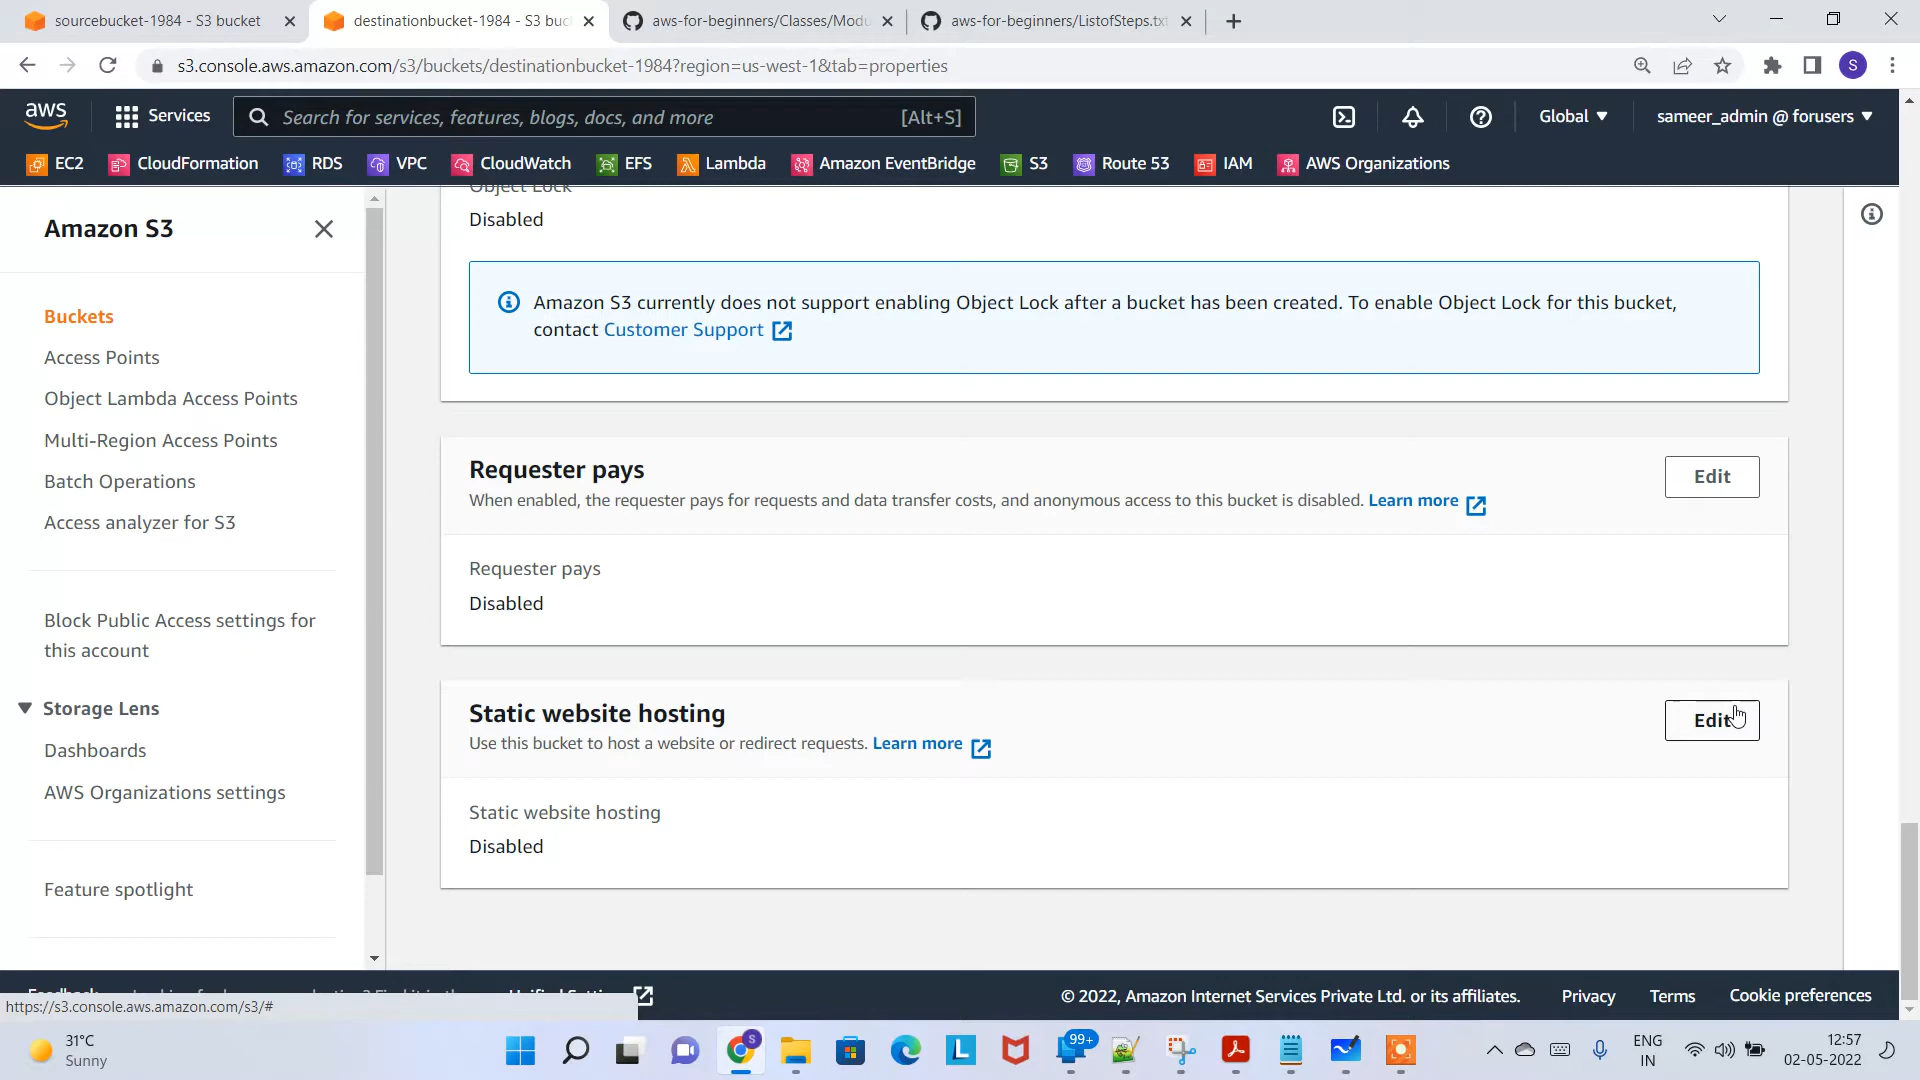 sourcebucket-1984 - S3 bucket
destinationbucket-1984 - S3 buc
aws-for-beginners/Classes/Modu
aws-for-beginners/ListofSteps.txt
s3.console.aws.amazon.com/s3/buckets/destinationbucket-1984?region=us-west-1&tab=properties
S
aws
Services
Search for services, features, blogs, docs, and more
[Alt+S]
Global
sameer_admin @ forusers
EC2
CloudFormation
RDS
VPC
CloudWatch
EFS
Lambda
Amazon EventBridge
S3
Route 53
IAM
AWS Organizations
Amazon S3
Buckets
Access Points
Object Lambda Access Points
Multi-Region Access Points
Batch Operations
Access analyzer for S3
Block Public Access settings for
this account
Storage Lens
Dashboards
AWS Organizations settings
Feature spotlight
Object Lock
Disabled
Amazon S3 currently does not support enabling Object Lock after a bucket has been created. To enable Object Lock for this bucket,
contact Customer Support
Requester pays
Edit
When enabled, the requester pays for requests and data transfer costs, and anonymous access to this bucket is disabled. Learn more
Requester pays
Disabled
Static website hosting
Edit
Use this bucket to host a website or redirect requests. Learn more
Static website hosting
Disabled
Feedback
© 2022, Amazon Internet Services Private Ltd. or its affiliates.
Privacy
Terms
Cookie preferences
https://s3.console.aws.amazon.com/s3/#
31°C
Sunny
S
L
99+
ENG
IN
12:57
02-05-2022